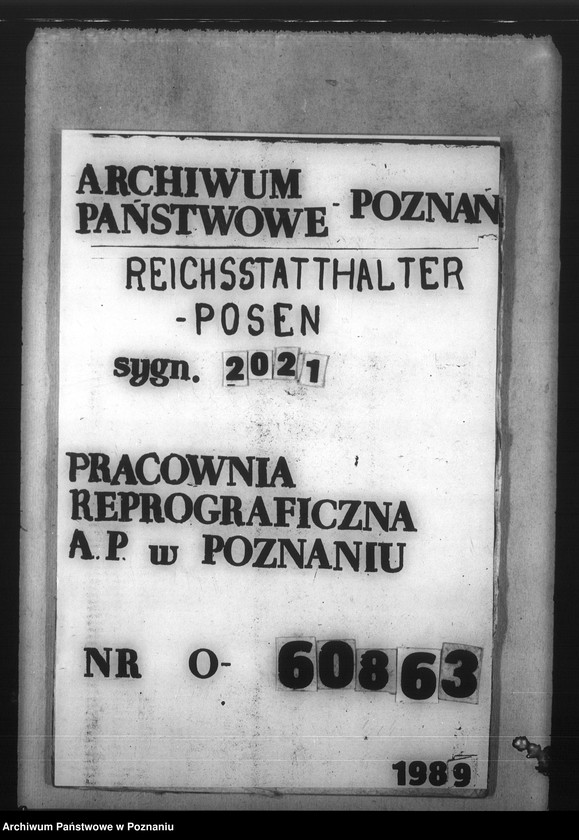 ARCHIWUM
PAŃSTWOWE - POZNAŃ
REICHSSTATTHALTER
-POSEN
sygn. 2021
PRACOWNIA
REPROGRAFICZNA
A.P. w POZNANIU
NR O- 60863
1989
Archiwum Państwowe w Poznaniu